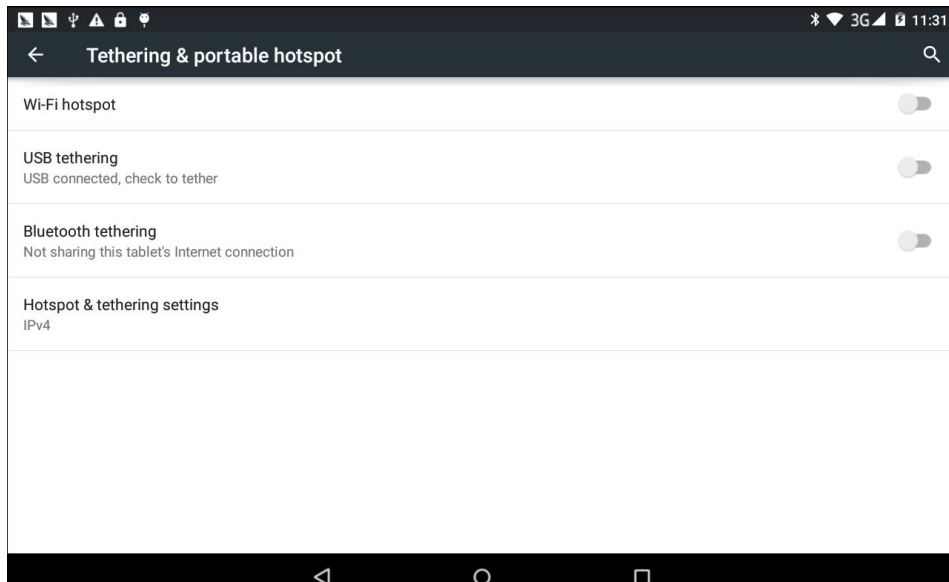 3G 11:31
Tethering & portable hotspot
Wi-Fi hotspot
USB tethering
USB connected, check to tether
Bluetooth tethering
Not sharing this tablet's Internet connection
Hotspot & tethering settings
IPv4